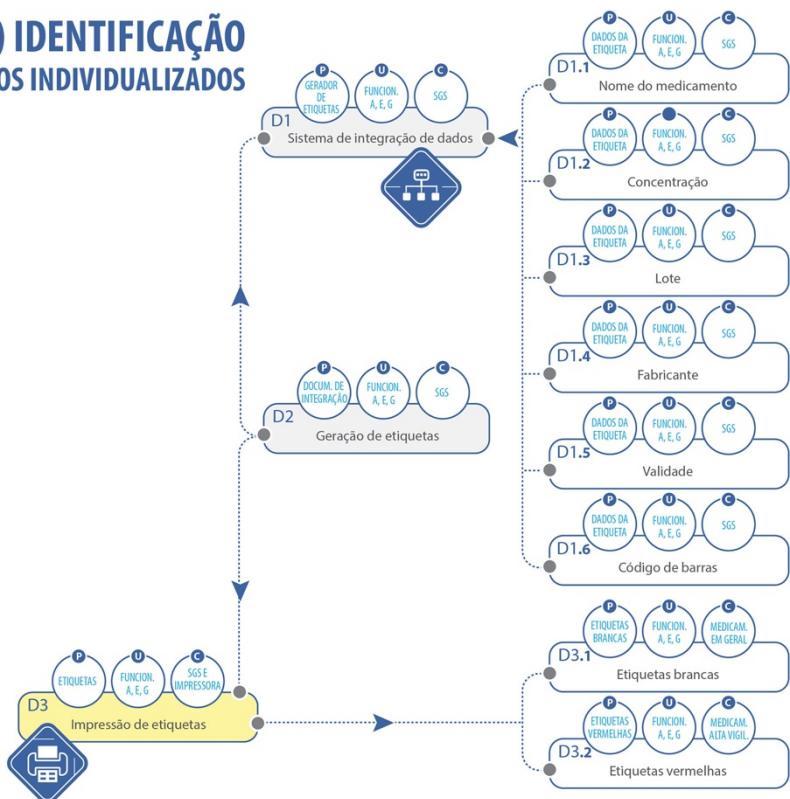 ) IDENTIFICAÇÃO
OS INDIVIDUALIZADOS
P U C
GERADOR
DE
ETIQUETAS
FUNCION.
A, E, G
SGS
D1
Sistema de integração de dados
P U C
DOCUM. DE
INTEGRAÇÃO
FUNCION.
A, E, G
SGS
D2
Geração de etiquetas
P U C
ETIQUETAS
FUNCION.
A, E, G
SGS E
IMPRESSORA
D3
Impressão de etiquetas
P U C
DADOS DA
ETIQUETA
FUNCION.
A, E, G
SGS
D1.1
Nome do medicamento
P C
DADOS DA
ETIQUETA
FUNCION.
A, E, G
SGS
D1.2
Concentração
P U C
DADOS DA
ETIQUETA
FUNCION.
A, E, G
SGS
D1.3
Lote
P U C
DADOS DA
ETIQUETA
FUNCION.
A, E, G
SGS
D1.4
Fabricante
P U C
DADOS DA
ETIQUETA
FUNCION.
A, E, G
SGS
D1.5
Validade
P U C
DADOS DA
ETIQUETA
FUNCION.
A, E, G
SGS
D1.6
Código de barras
P U C
ETIQUETAS
BRANCAS
FUNCION.
A, E, G
MEDICAM.
EM GERAL
D3.1
Etiquetas brancas
P U C
ETIQUETAS
VERMELHAS
FUNCION.
A, E, G
MEDICAM.
ALTA VIGIL.
D3.2
Etiquetas vermelhas